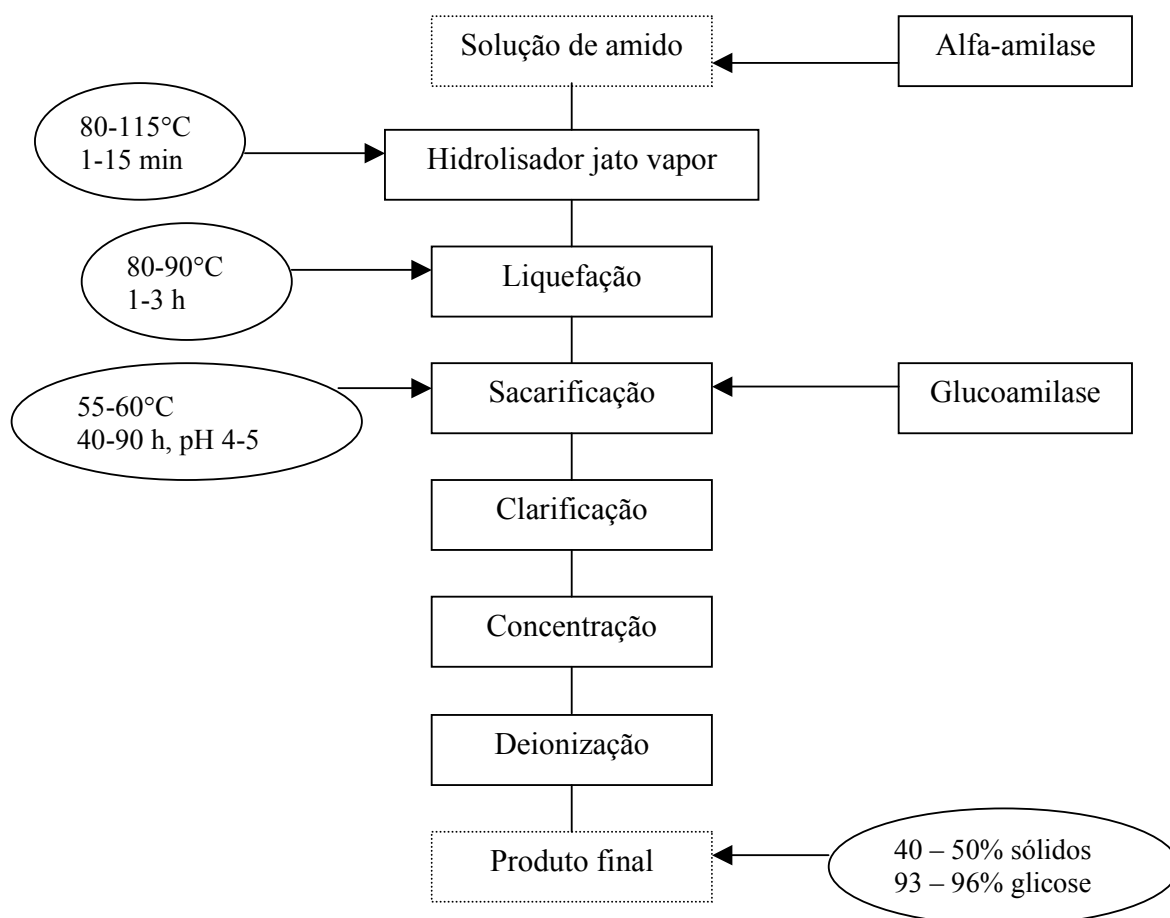 Solução de amido
Alfa-amilase
80-115°C
1-15 min
Hidrolisador jato vapor
80-90°C
1-3 h
Liquefação
55-60°C
40-90 h, pH 4-5
Sacarificação
Glucoamilase
Clarificação
Concentração
Deionização
Produto final
40 – 50% sólidos
93 – 96% glicose